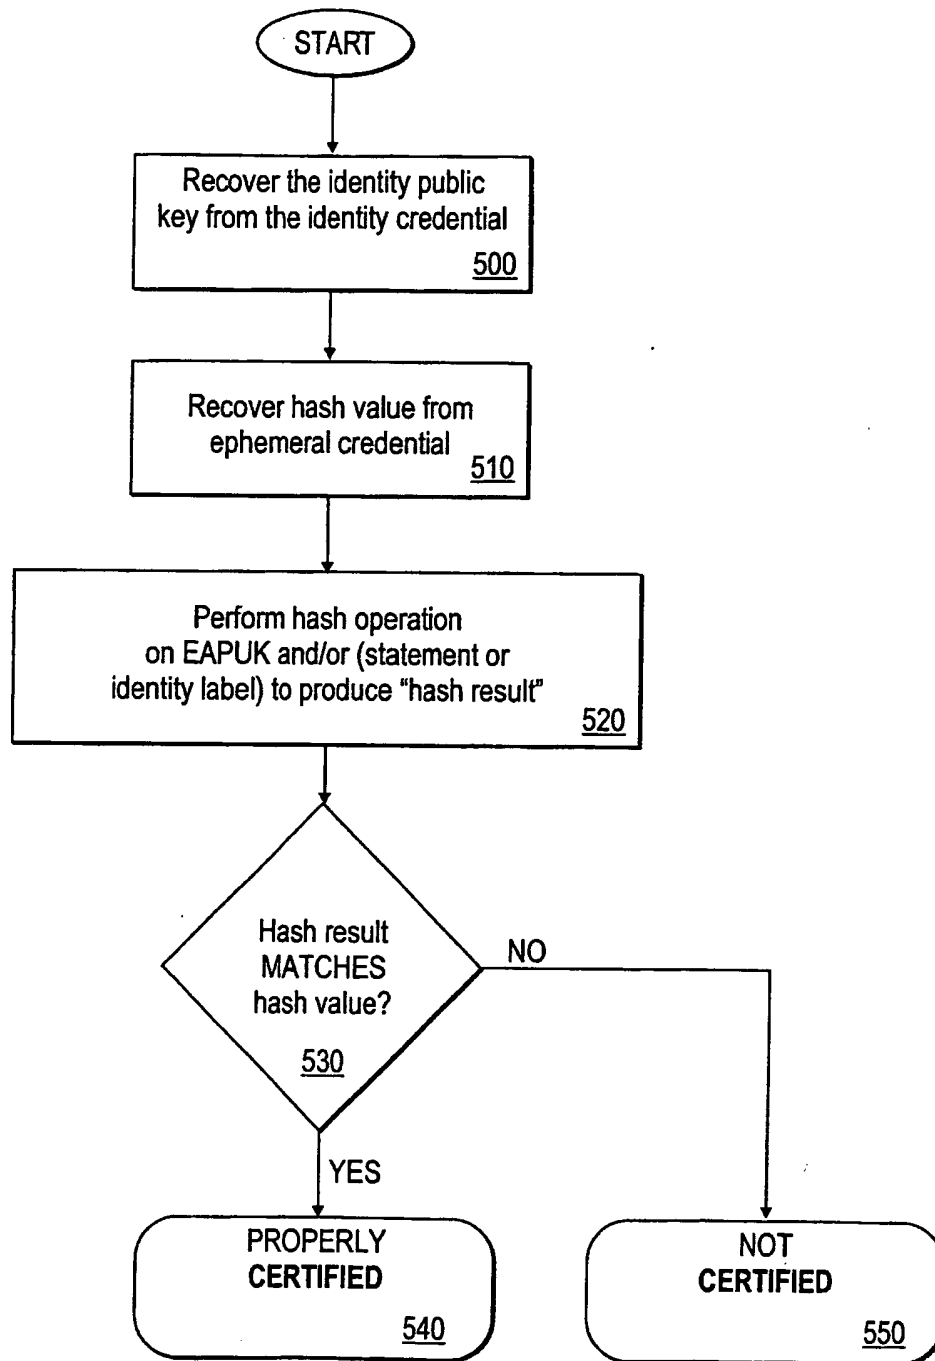 START
Recover the identity public
key from the identity credential
500
Recover hash value from
ephemeral credential
510
Perform hash operation
on EAPUK and/or (statement or
identity label) to produce "hash result"
520
Hash result
MATCHES
hash value?
530
NO
YES
PROPERLY
CERTIFIED
540
NOT
CERTIFIED
550